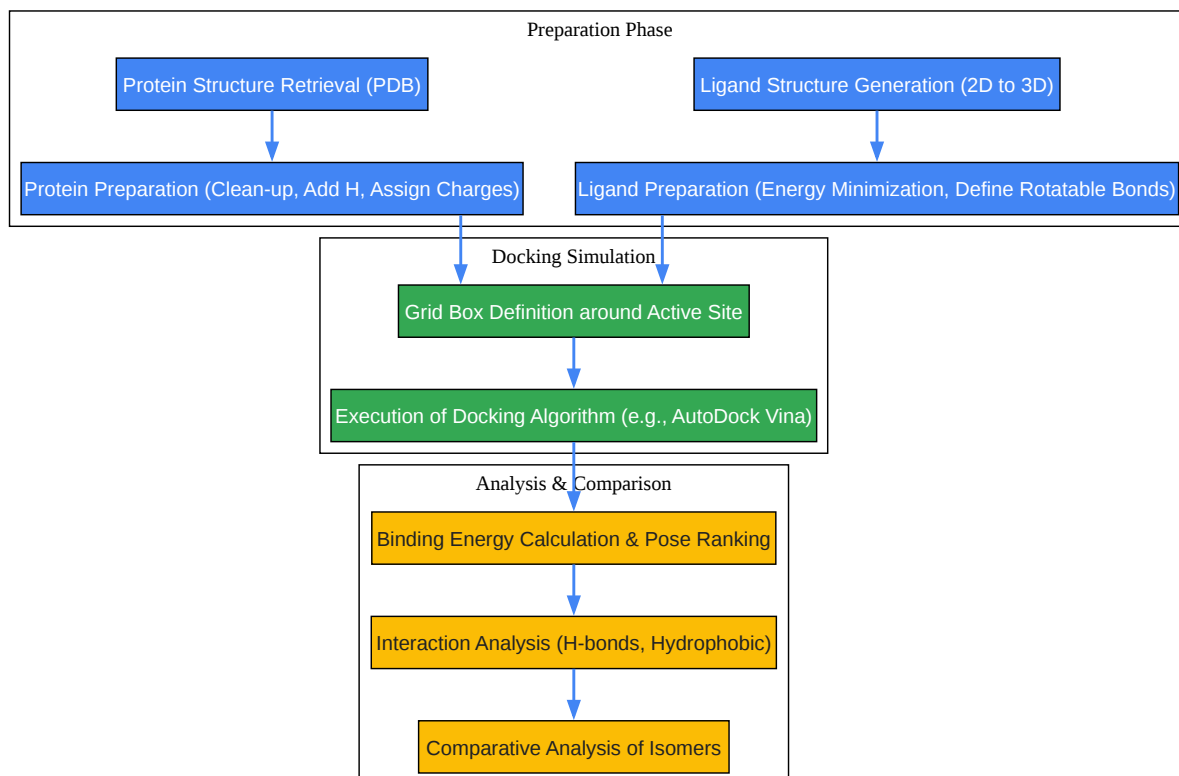 Preparation Phase
Protein Structure Retrieval (PDB)
Ligand Structure Generation (2D to 3D)
Protein Preparation (Clean-up, Add H, Assign Charges)
Ligand Preparation (Energy Minimization, Define Rotatable Bonds)
Docking Simulation
Grid Box Definition around Active Site
Execution of Docking Algorithm (e.g., AutoDock Vina)
Analysis & Comparison
Binding Energy Calculation & Pose Ranking
Interaction Analysis (H-bonds, Hydrophobic)
Comparative Analysis of Isomers